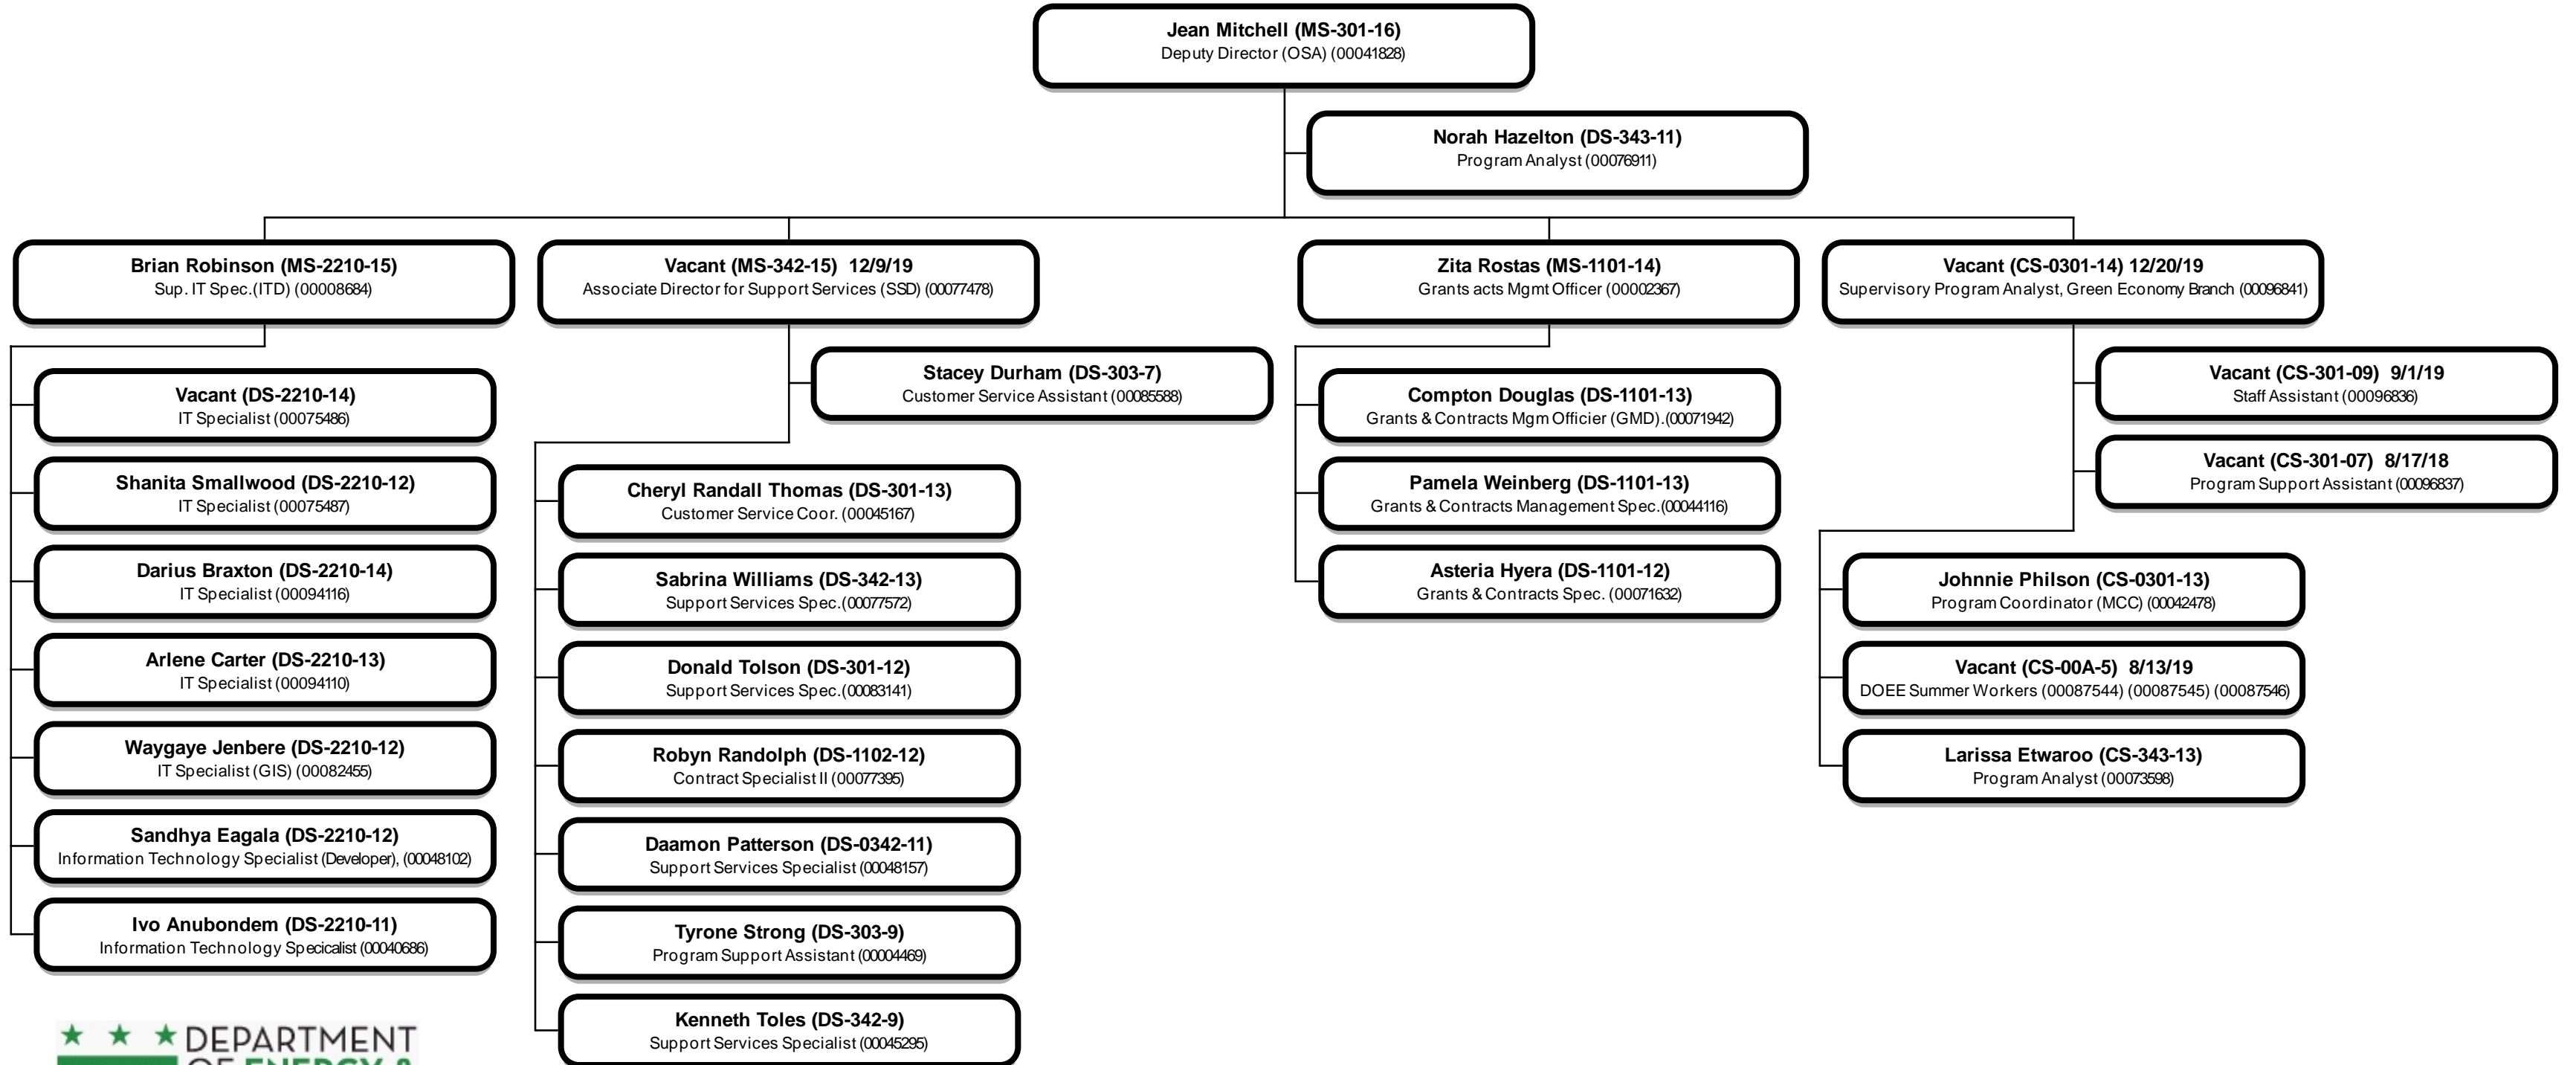 Jean Mitchell (MS-301-16)
Deputy Director (OSA) (00041828)
Norah Hazelton (DS-343-11)
Program Analyst (00076911)
Brian Robinson (MS-2210-15)
Sup. IT Spec.(ITD) (00008684)
Vacant (DS-2210-14)
IT Specialist (00075486)
Shanita Smallwood (DS-2210-12)
IT Specialist (00075487)
Darius Braxton (DS-2210-14)
IT Specialist (00094116)
Arlene Carter (DS-2210-13)
IT Specialist (00094110)
Waygaye Jenbere (DS-2210-12)
IT Specialist (GIS) (00082455)
Sandhya Eagala (DS-2210-12)
Information Technology Specialist (Developer), (00048102)
Ivo Anubondem (DS-2210-11)
Information Technology Specicalist (00040686)
Vacant (MS-342-15) 12/9/19
Associate Director for Support Services (SSD) (00077478)
Stacey Durham (DS-303-7)
Customer Service Assistant (00085588)
Cheryl Randall Thomas (DS-301-13)
Customer Service Coor. (00045167)
Sabrina Williams (DS-342-13)
Support Services Spec.(00077572)
Donald Tolson (DS-301-12)
Support Services Spec.(00083141)
Robyn Randolph (DS-1102-12)
Contract Specialist II (00077395)
Daamon Patterson (DS-0342-11)
Support Services Specialist (00048157)
Tyrone Strong (DS-303-9)
Program Support Assistant (00004469)
Kenneth Toles (DS-342-9)
Support Services Specialist (00045295)
Zita Rostas (MS-1101-14)
Grants acts Mgmt Officer (00002367)
Compton Douglas (DS-1101-13)
Grants & Contracts Mgm Officier (GMD).(00071942)
Pamela Weinberg (DS-1101-13)
Grants & Contracts Management Spec.(00044116)
Asteria Hyera (DS-1101-12)
Grants & Contracts Spec. (00071632)
Vacant (CS-0301-14) 12/20/19
Supervisory Program Analyst, Green Economy Branch (00096841)
Vacant (CS-301-09) 9/1/19
Staff Assistant (00096836)
Vacant (CS-301-07) 8/17/18
Program Support Assistant (00096837)
Johnnie Philson (CS-0301-13)
Program Coordinator (MCC) (00042478)
Vacant (CS-00A-5) 8/13/19
DOEE Summer Workers (00087544) (00087545) (00087546)
Larissa Etwaroo (CS-343-13)
Program Analyst (00073598)
DEPARTMENT
OF ENERGY &